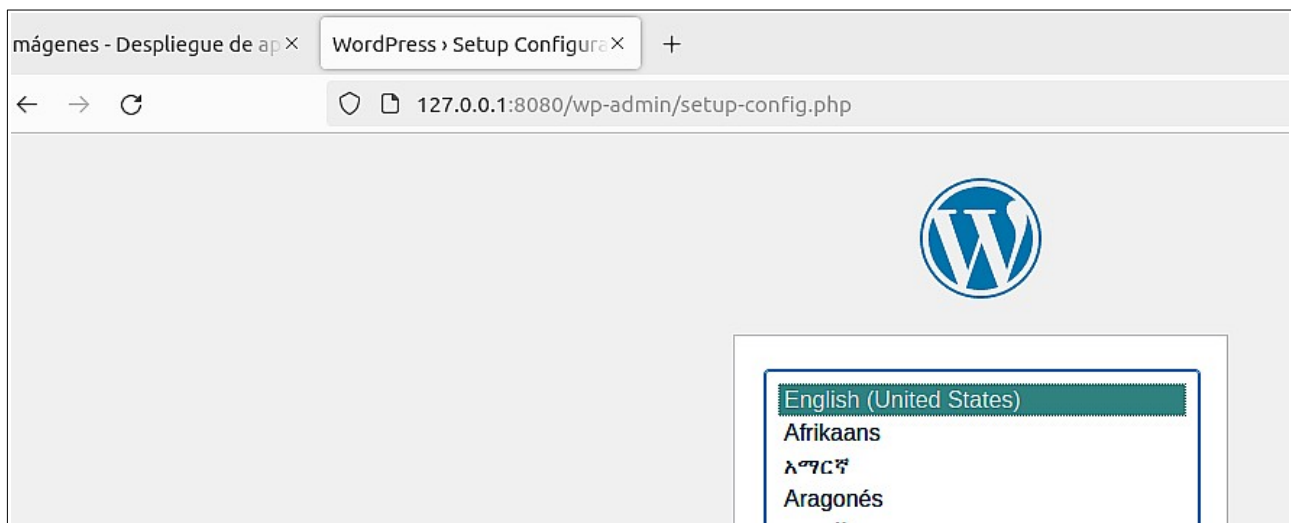 mágenes - Despliegue de ap
WordPress › Setup Configura
127.0.0.1:8080/wp-admin/setup-config.php
English (United States)
Afrikaans
አማርኛ
Aragonés